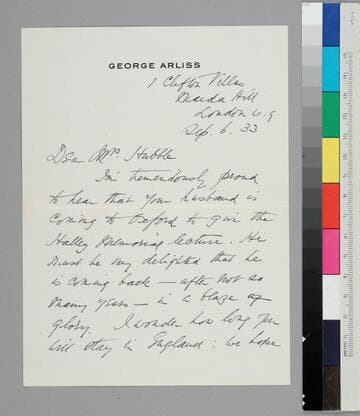 GEORGE ARLISS
1 Clifton Villas
Maida Hill
London W.9
Sep. 6. 33
Dear Mrs. Hubble
I'm tremendously proud
to hear that your husband is
coming to Oxford to give the
Halley Memorial lecture. He
must be very delighted that he
is coming back — after not so
many years — in a blaze of
glory. I wonder how long you
will stay in England: we hope